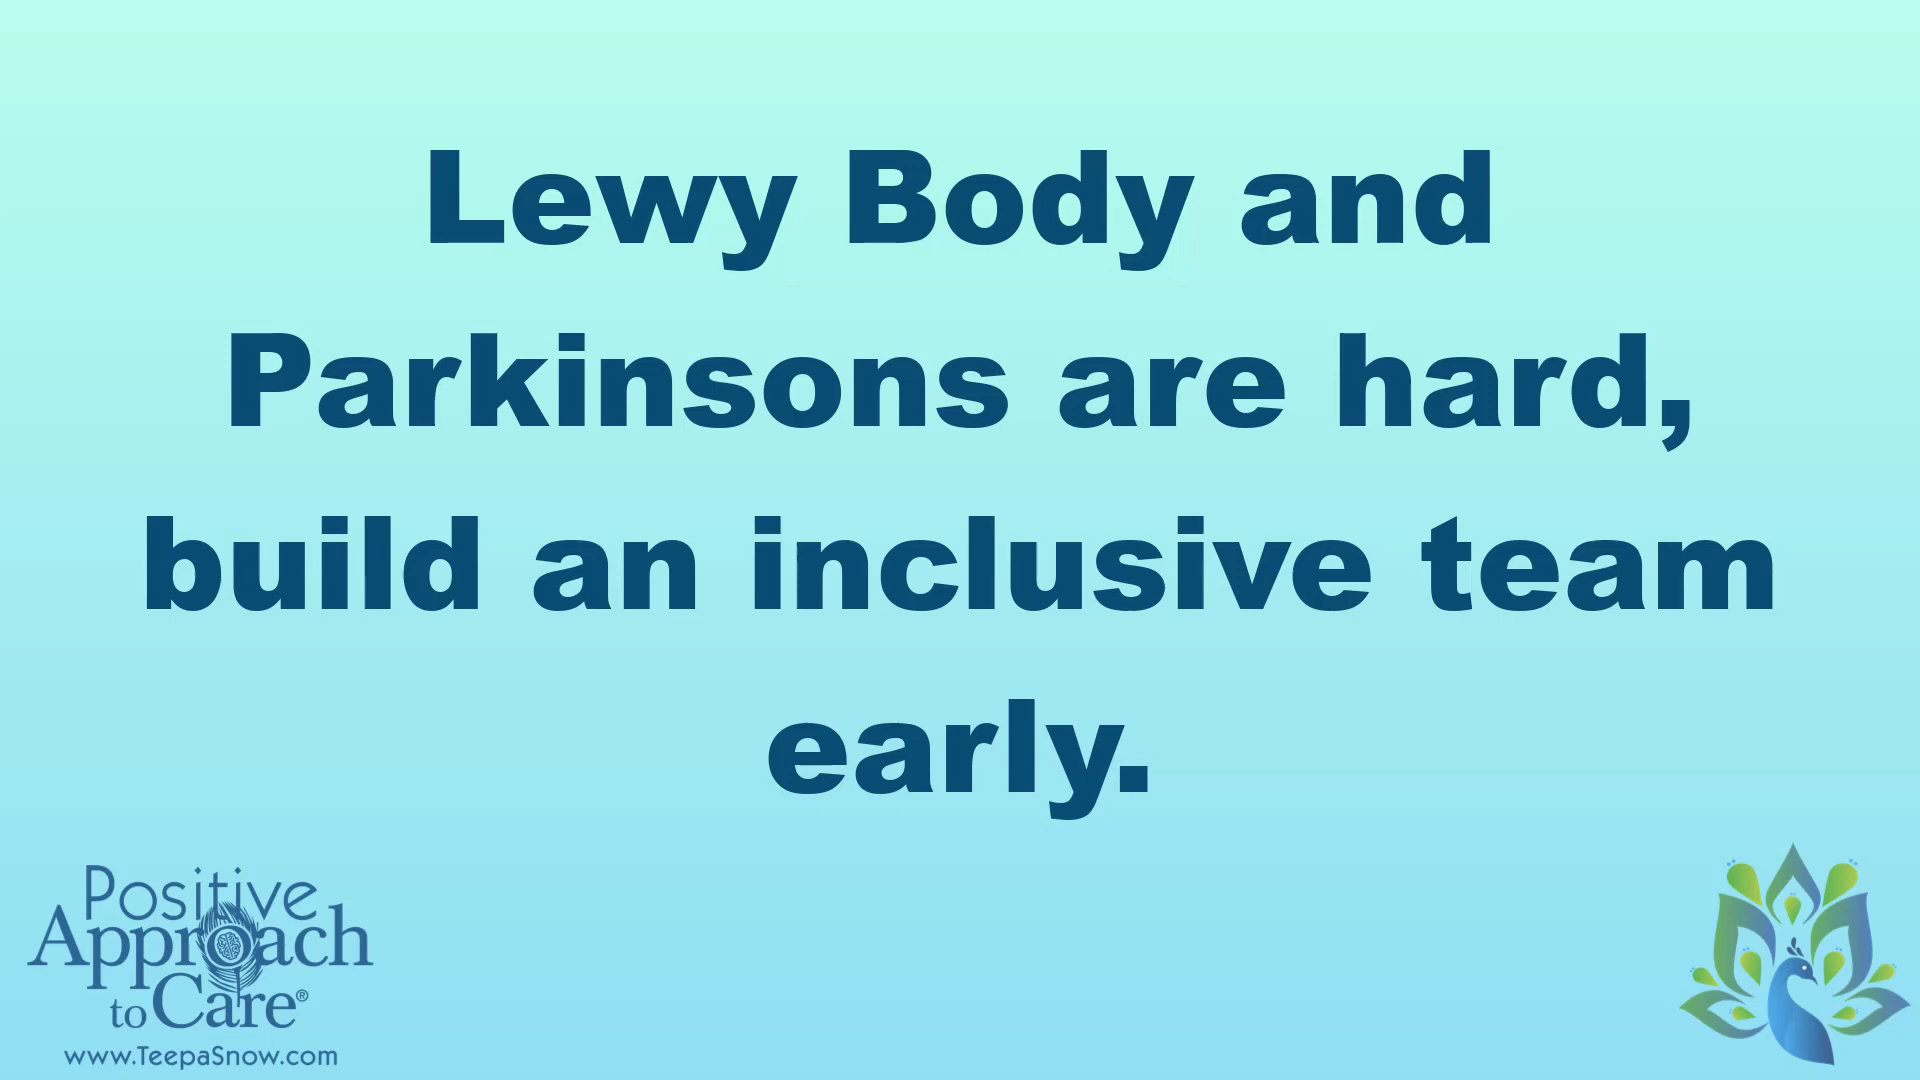 Lewy Body and
Parkinsons are hard,
build an inclusive team
early.
Positive
Approach
to Care®
www.TeepaSnow.com